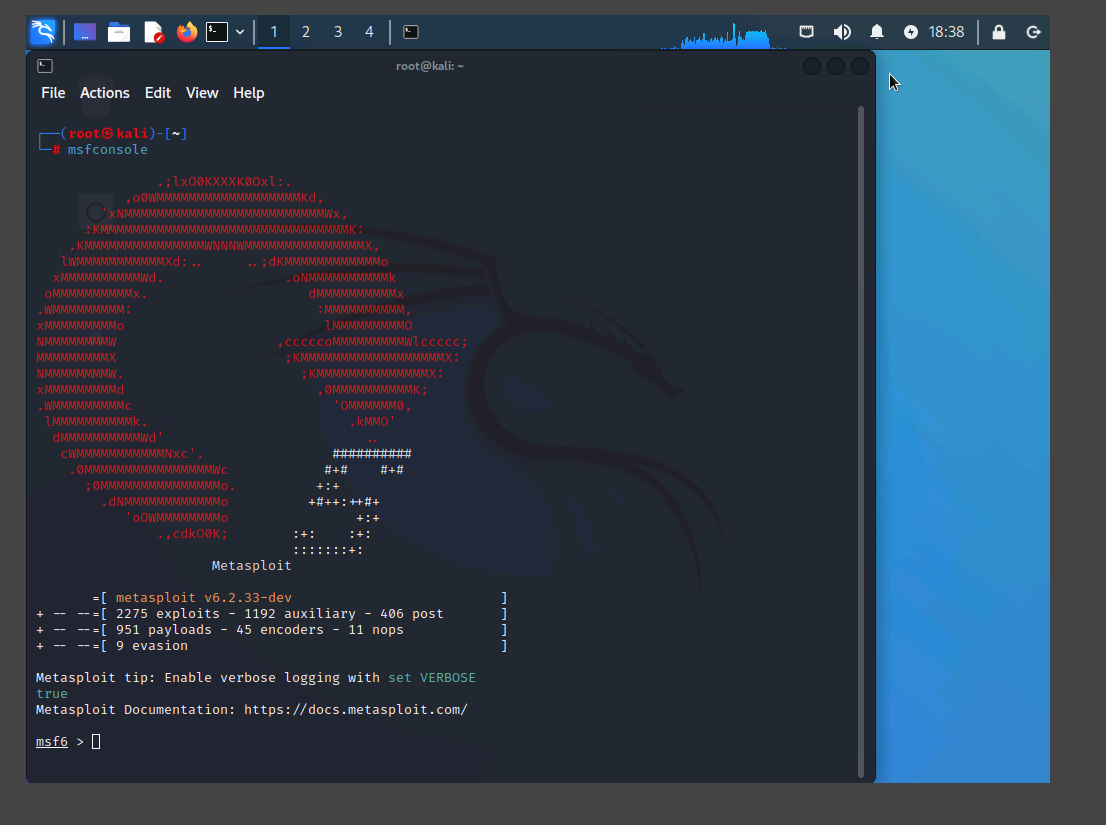 1 2 3 4 18:38
root@kali: ~
File Actions Edit View Help
┌──(root㉿kali)-[~]
└─# msfconsole
.;lxO0KXXXK0Oxl:.
,o0WMMMMMMMMMMMMMMMMMMKd,
'xNMMMMMMMMMMMMMMMMMMMMMMMMMWx,
:KMMMMMMMMMMMMMMMMMMMMMMMMMMMMMMK:
.KMMMMMMMMMMMMMMMWNNNWMMMMMMMMMMMMMMMX,
lWMMMMMMMMMMMXd:..     ..;dKMMMMMMMMMMMMo
xMMMMMMMMMMWd.               .oNMMMMMMMMMMk
oMMMMMMMMMMx.                    dMMMMMMMMMMx
.WMMMMMMMMM:                       :MMMMMMMMMM,
xMMMMMMMMMo                         lMMMMMMMMMO
NMMMMMMMMW                    ,cccccoMMMMMMMMMWlccccc;
MMMMMMMMMX                     ;KMMMMMMMMMMMMMMMMMMX:
NMMMMMMMMW.                      ;KMMMMMMMMMMMMMMX:
xMMMMMMMMMd                        ,0MMMMMMMMMMK;
.WMMMMMMMMMc                         'OMMMMMM0,
lMMMMMMMMMMk.                         .kMMO'
dMMMMMMMMMMWd'                         ..
cWMMMMMMMMMMMNxc'.                ##########
.0MMMMMMMMMMMMMMMMWc            #+#    #+#
;0MMMMMMMMMMMMMMMo.          +:+
.dNMMMMMMMMMMMMo          +#++:++#+
'oOWMMMMMMMMo                +:+
.,cdkO0K;        :+:    :+:
:::::::+:
Metasploit
=[ metasploit v6.2.33-dev ]
+ -- --=[ 2275 exploits - 1192 auxiliary - 406 post ]
+ -- --=[ 951 payloads - 45 encoders - 11 nops ]
+ -- --=[ 9 evasion ]
Metasploit tip: Enable verbose logging with set VERBOSE
true
Metasploit Documentation: https://docs.metasploit.com/
msf6 >